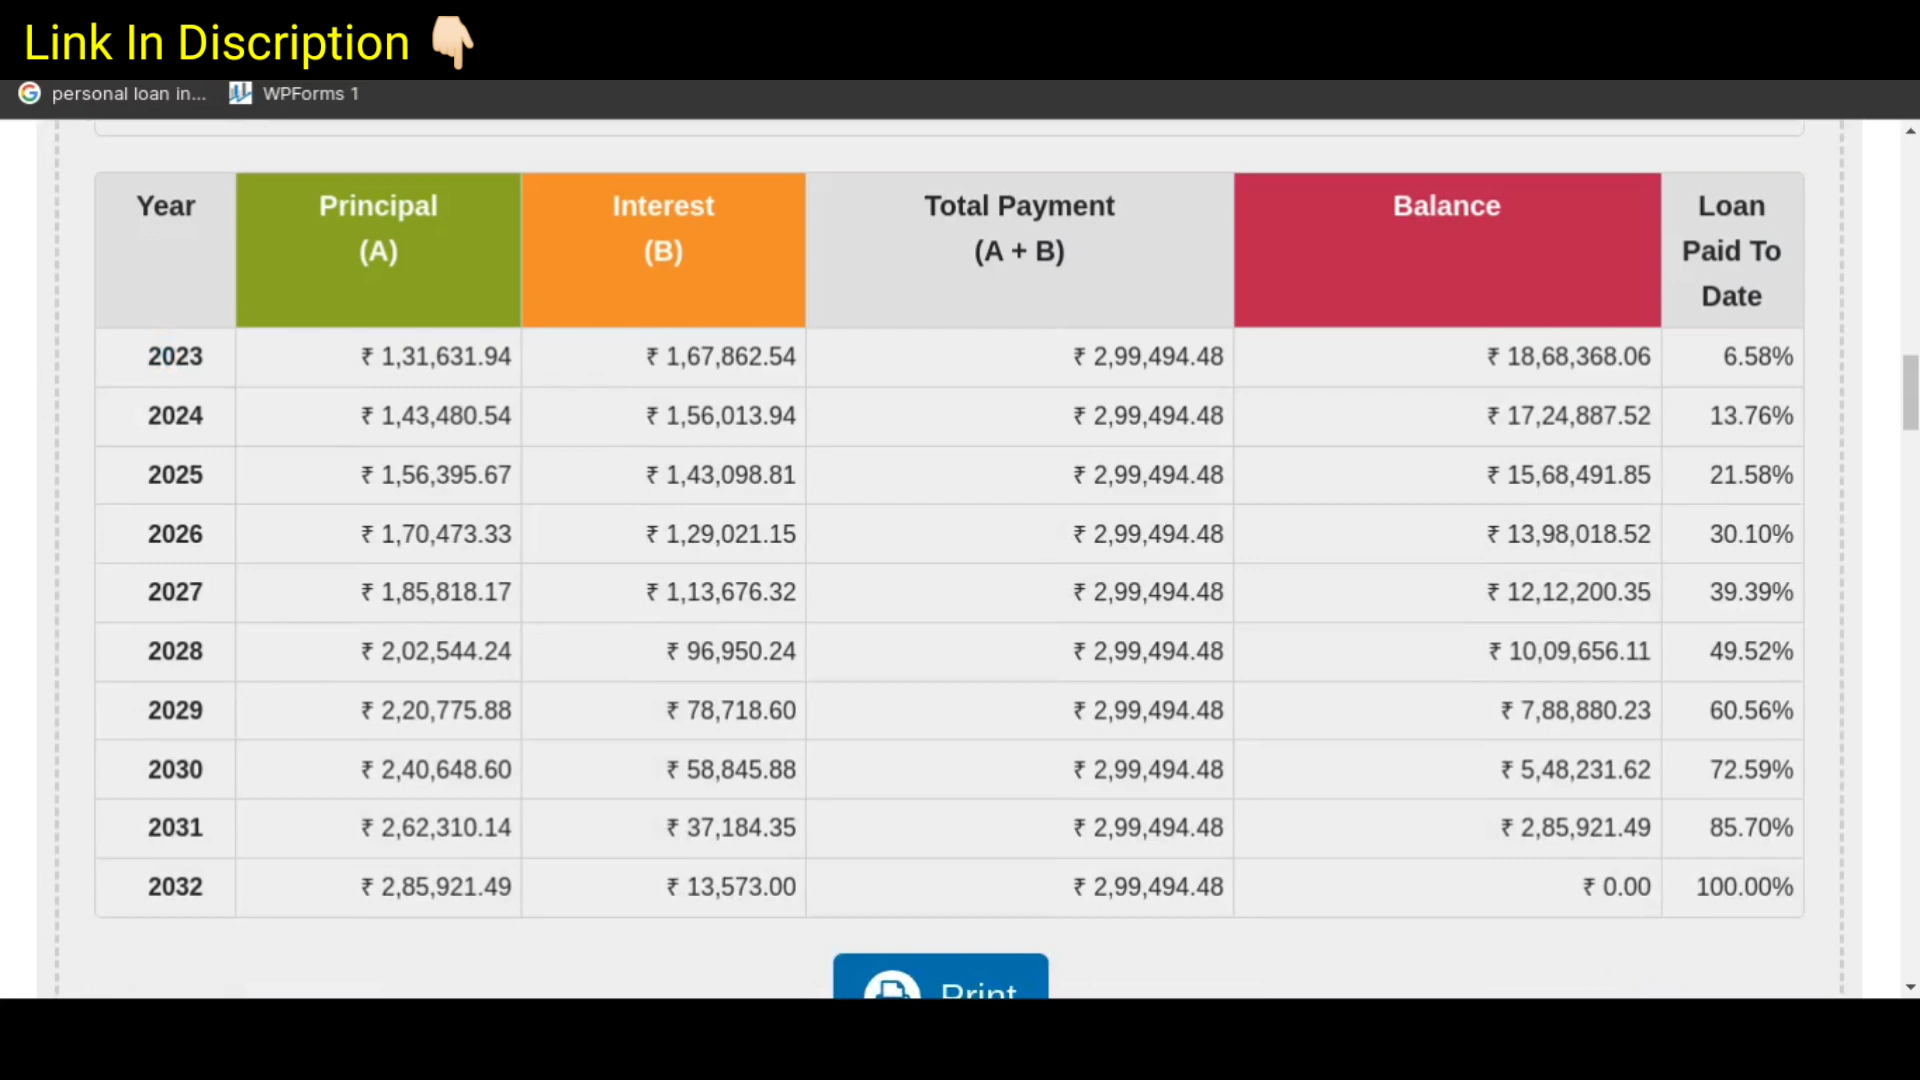 Link In Discription 👇🏻
personal loan in... WPForms 1
Year Principal (A) Interest (B) Total Payment (A + B) Balance Loan Paid To Date
2023 ₹ 1,31,631.94 ₹ 1,67,862.54 ₹ 2,99,494.48 ₹ 18,68,368.06 6.58%
2024 ₹ 1,43,480.54 ₹ 1,56,013.94 ₹ 2,99,494.48 ₹ 17,24,887.52 13.76%
2025 ₹ 1,56,395.67 ₹ 1,43,098.81 ₹ 2,99,494.48 ₹ 15,68,491.85 21.58%
2026 ₹ 1,70,473.33 ₹ 1,29,021.15 ₹ 2,99,494.48 ₹ 13,98,018.52 30.10%
2027 ₹ 1,85,818.17 ₹ 1,13,676.32 ₹ 2,99,494.48 ₹ 12,12,200.35 39.39%
2028 ₹ 2,02,544.24 ₹ 96,950.24 ₹ 2,99,494.48 ₹ 10,09,656.11 49.52%
2029 ₹ 2,20,775.88 ₹ 78,718.60 ₹ 2,99,494.48 ₹ 7,88,880.23 60.56%
2030 ₹ 2,40,648.60 ₹ 58,845.88 ₹ 2,99,494.48 ₹ 5,48,231.62 72.59%
2031 ₹ 2,62,310.14 ₹ 37,184.35 ₹ 2,99,494.48 ₹ 2,85,921.49 85.70%
2032 ₹ 2,85,921.49 ₹ 13,573.00 ₹ 2,99,494.48 ₹ 0.00 100.00%
Print